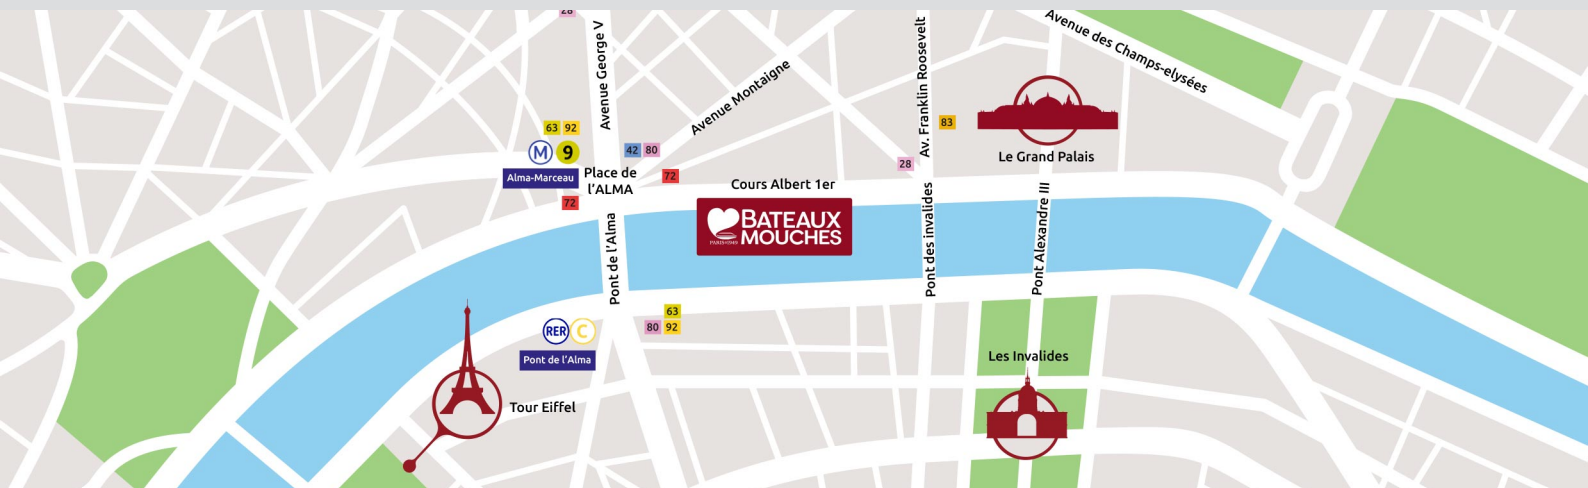 28
Avenue George V
Avenue Montaigne
Av. Franklin Roosevelt
Avenue des Champs-elysées
63 92
M 9
Alma-Marceau
42 80
Place de
l'ALMA
72
72
83
28
Le Grand Palais
Cours Albert 1er
BATEAUX
MOUCHES
Pont de l'Alma
Pont des invalides
Pont Alexandre III
RER C
Pont de l'Alma
63
80 92
Tour Eiffel
Les Invalides